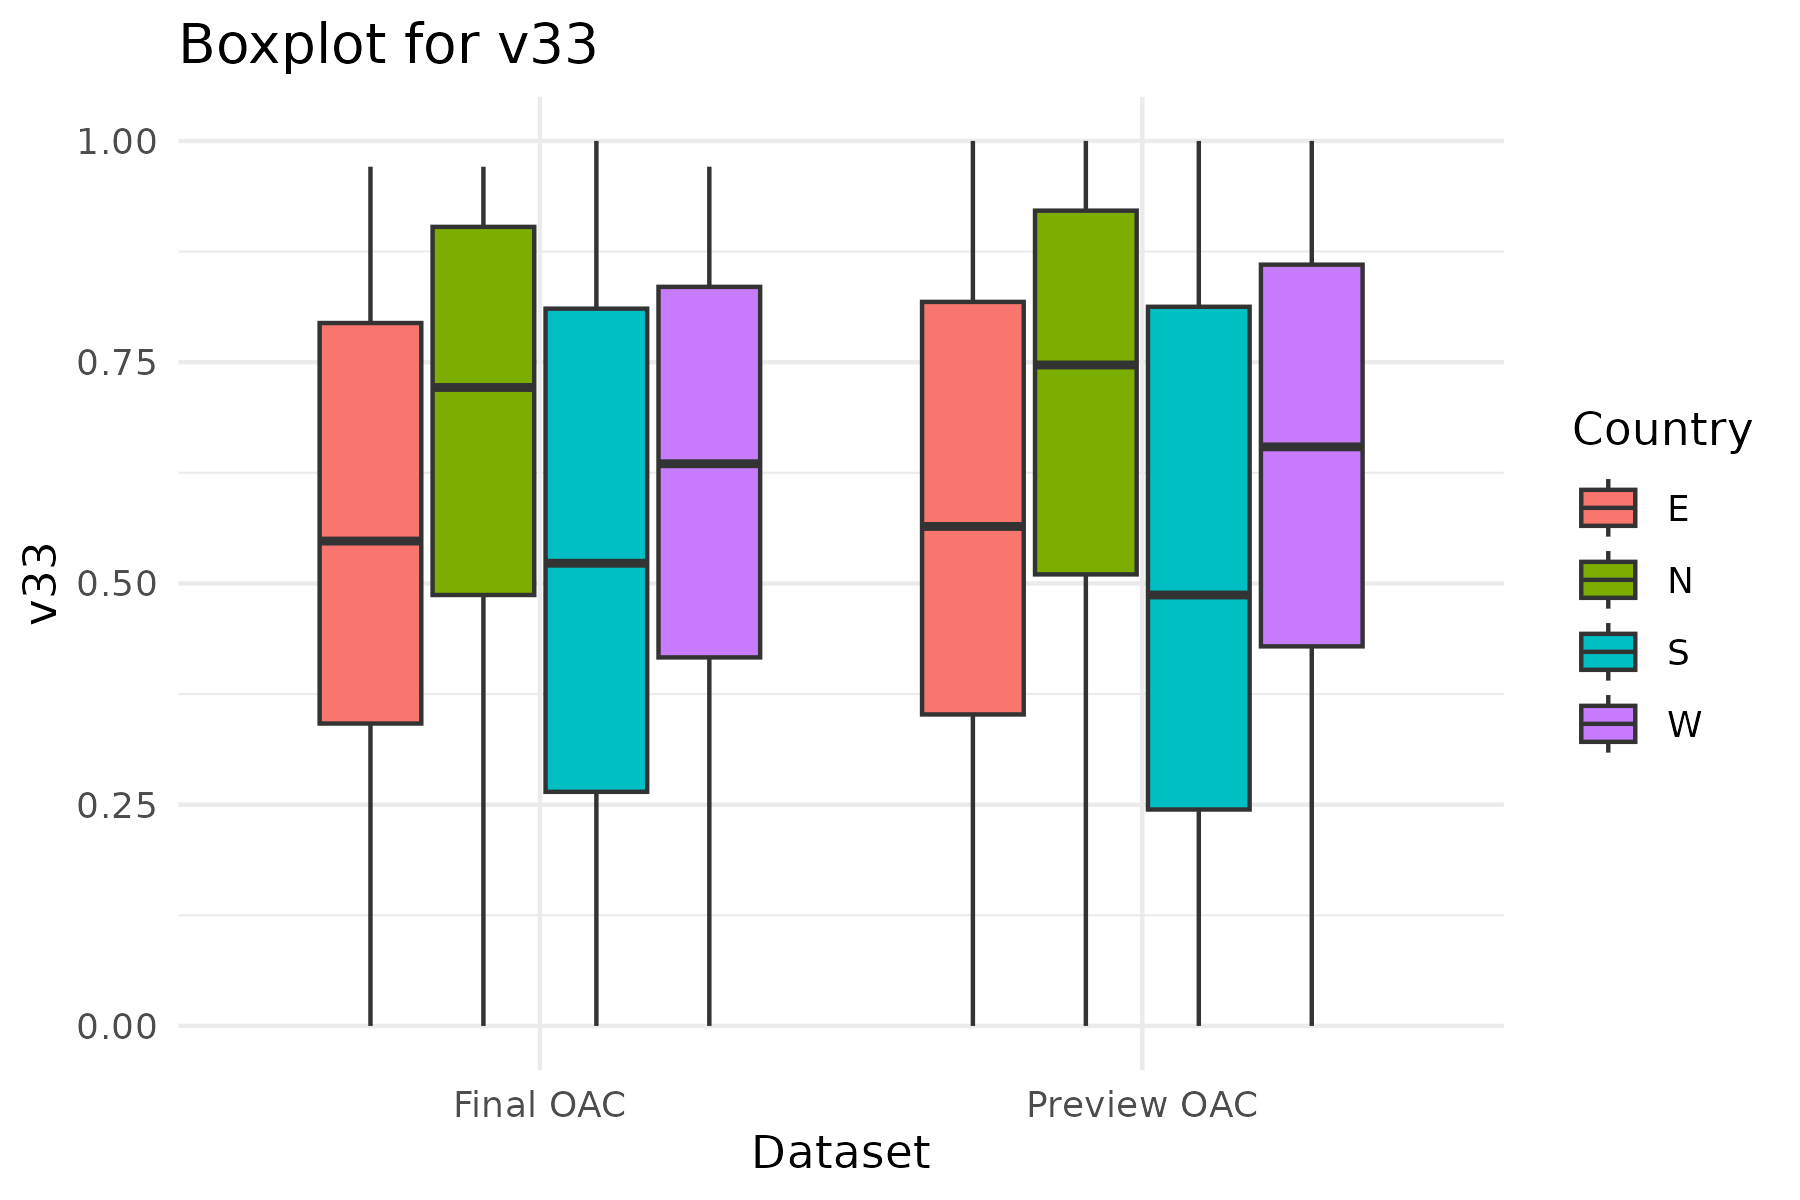 Boxplot for v33
1.00
0.75
0.50
0.25
0.00
v33
Final OAC
Preview OAC
Dataset
Country
E
N
S
W